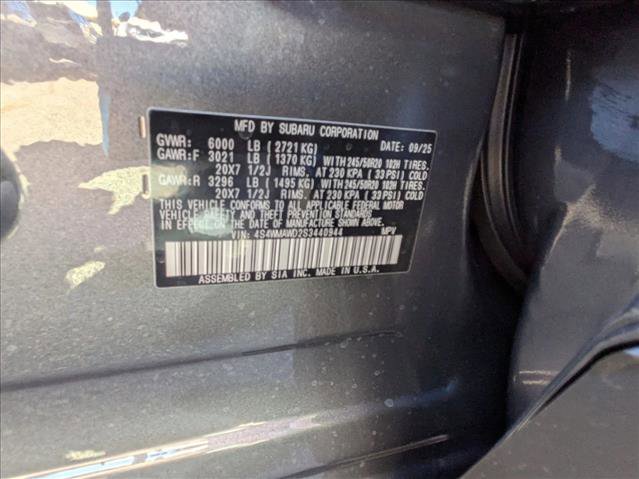 MFD BY SUBARU CORPORATION DATE: 09/25
GVWR: 6000 LB (2721 KG)
GAWR:F 3021 LB (1370 KG) WITH 245/50R20 102H TIRES.
20X7 1/2J RIMS. AT 230 KPA (33 PSI) COLD
GAWR:R 3296 LB (1495 KG) WITH 245/50R20 102H TIRES.
20X7 1/2J RIMS. AT 230 KPA (33 PSI) COLD
THIS VEHICLE CONFORMS TO ALL APPLICABLE FEDERAL MOTOR
VEHICLE SAFETY AND THEFT PREVENTION STANDARDS
IN EFFECT ON THE DATE OF MANUFACTURE SHOWN ABOVE.
VIN: 4S4WMAWD2S3440944 MPV
ASSEMBLED BY SIA INC. MADE IN U.S.A.